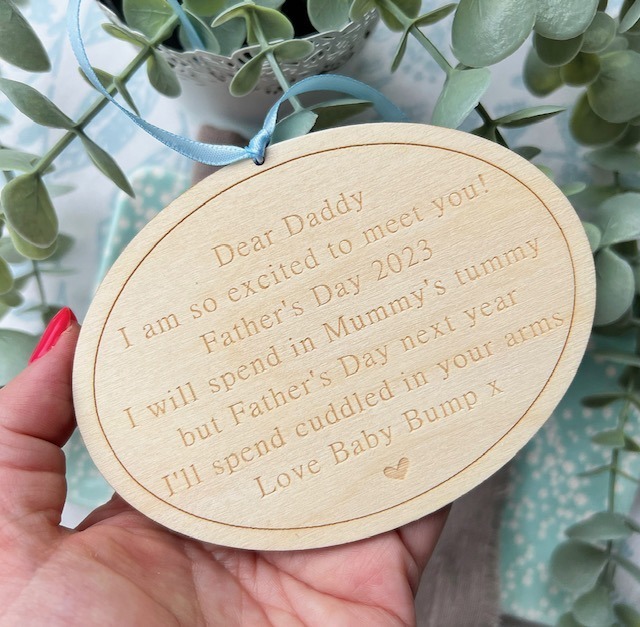 Dear Daddy
I am so excited to meet you!
Father's Day 2023
I will spend in Mummy's tummy
but Father's Day next year
I'll spend cuddled in your arms
Love Baby Bump x